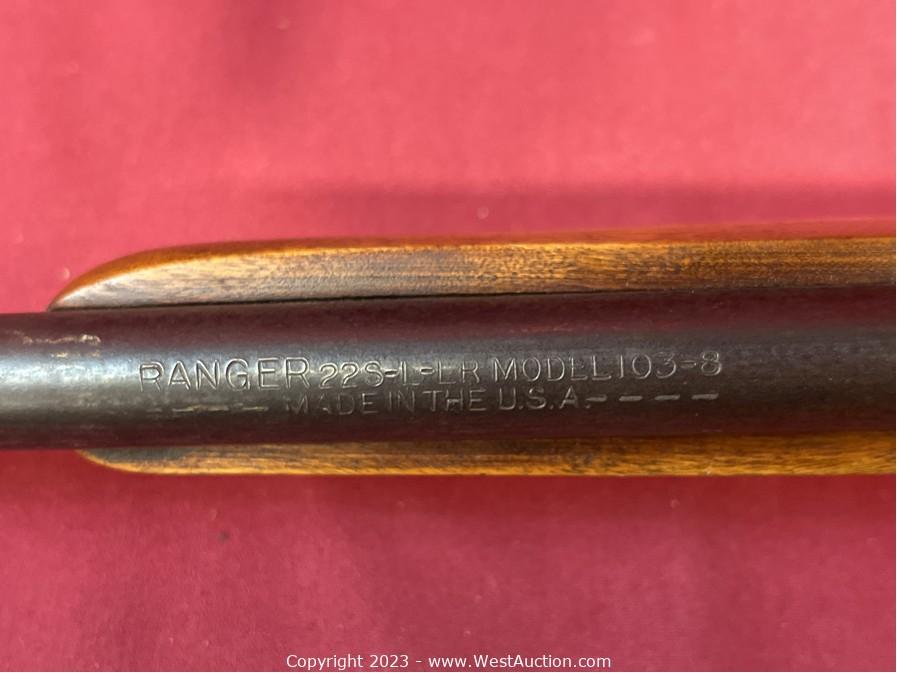 RANGER 22S-L-LR MODEL 103-8
- - - - MADE IN THE U.S.A. - - - -
Copyright 2023 - www.WestAuction.com